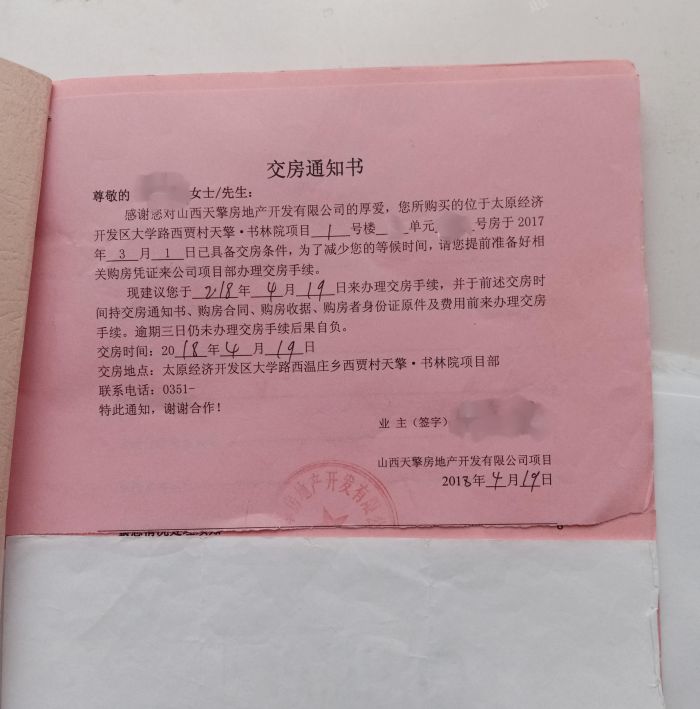 交房通知书
尊敬的 女士/先生：
感谢您对山西天擎房地产开发有限公司的厚爱，您所购买的位于太原经济
开发区大学路西贾村天擎·书林院项目 1 号楼 单元 号房于 2017
年 3 月 1 日已具备交房条件，为了减少您的等候时间，请您提前准备好相
关购房凭证来公司项目部办理交房手续。
现建议您于 218年 4 月 19 日来办理交房手续，并于前述交房时
间持交房通知书、购房合同、购房收据、购房者身份证原件及费用前来办理交房
手续。逾期三日仍未办理交房手续后果自负。
交房时间：2018年 4 月 19 日
交房地点：太原经济开发区大学路西温庄乡西贾村天擎·书林院项目部
联系电话：0351-
特此通知，谢谢合作！
业 主（签字）
山西天擎房地产开发有限公司项目
2018年4月19日
房地产开发有限公